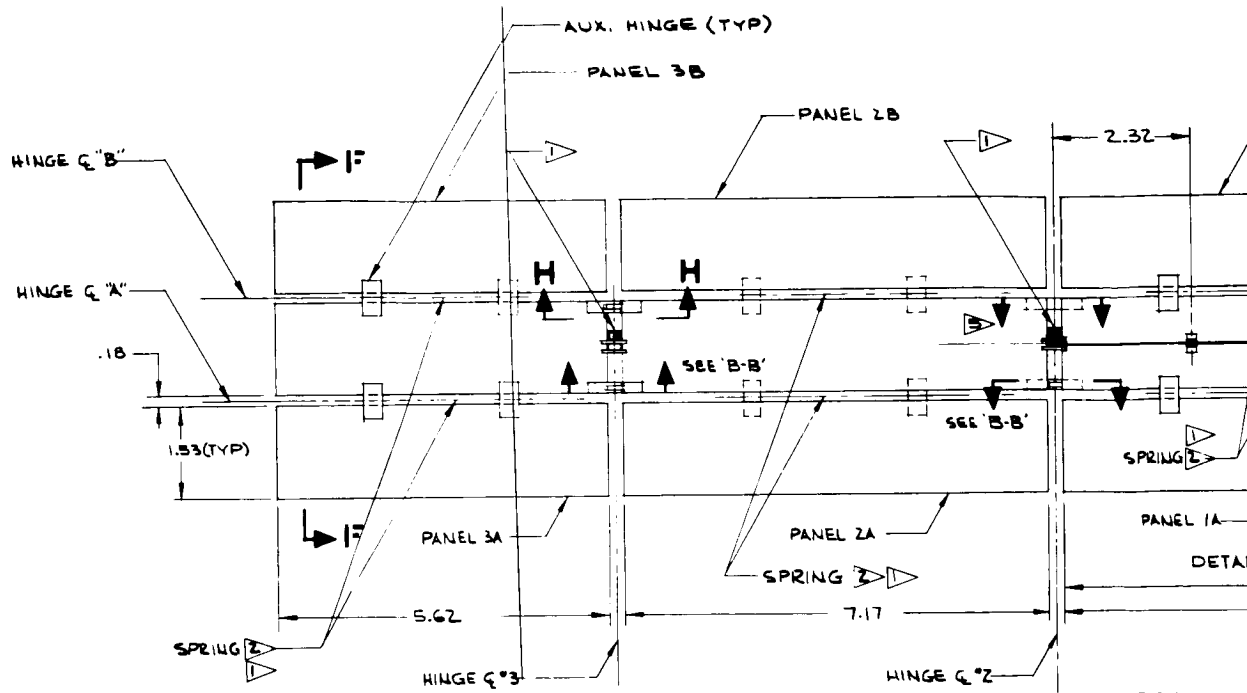 AUX. HINGE (TYP)
PANEL 3B
PANEL 2B
1
1
2.32
HINGE ℄ "B"
F
H
H
HINGE ℄ "A"
.18
SEE 'B-B'
1.53(TYP)
SEE 'B-B'
1
SPRING 2
F
PANEL 3A
PANEL 2A
PANEL 1A
SPRING 2 1
DETA
5.62
7.17
SPRING 2
1
HINGE ℄ #3
HINGE ℄ #2